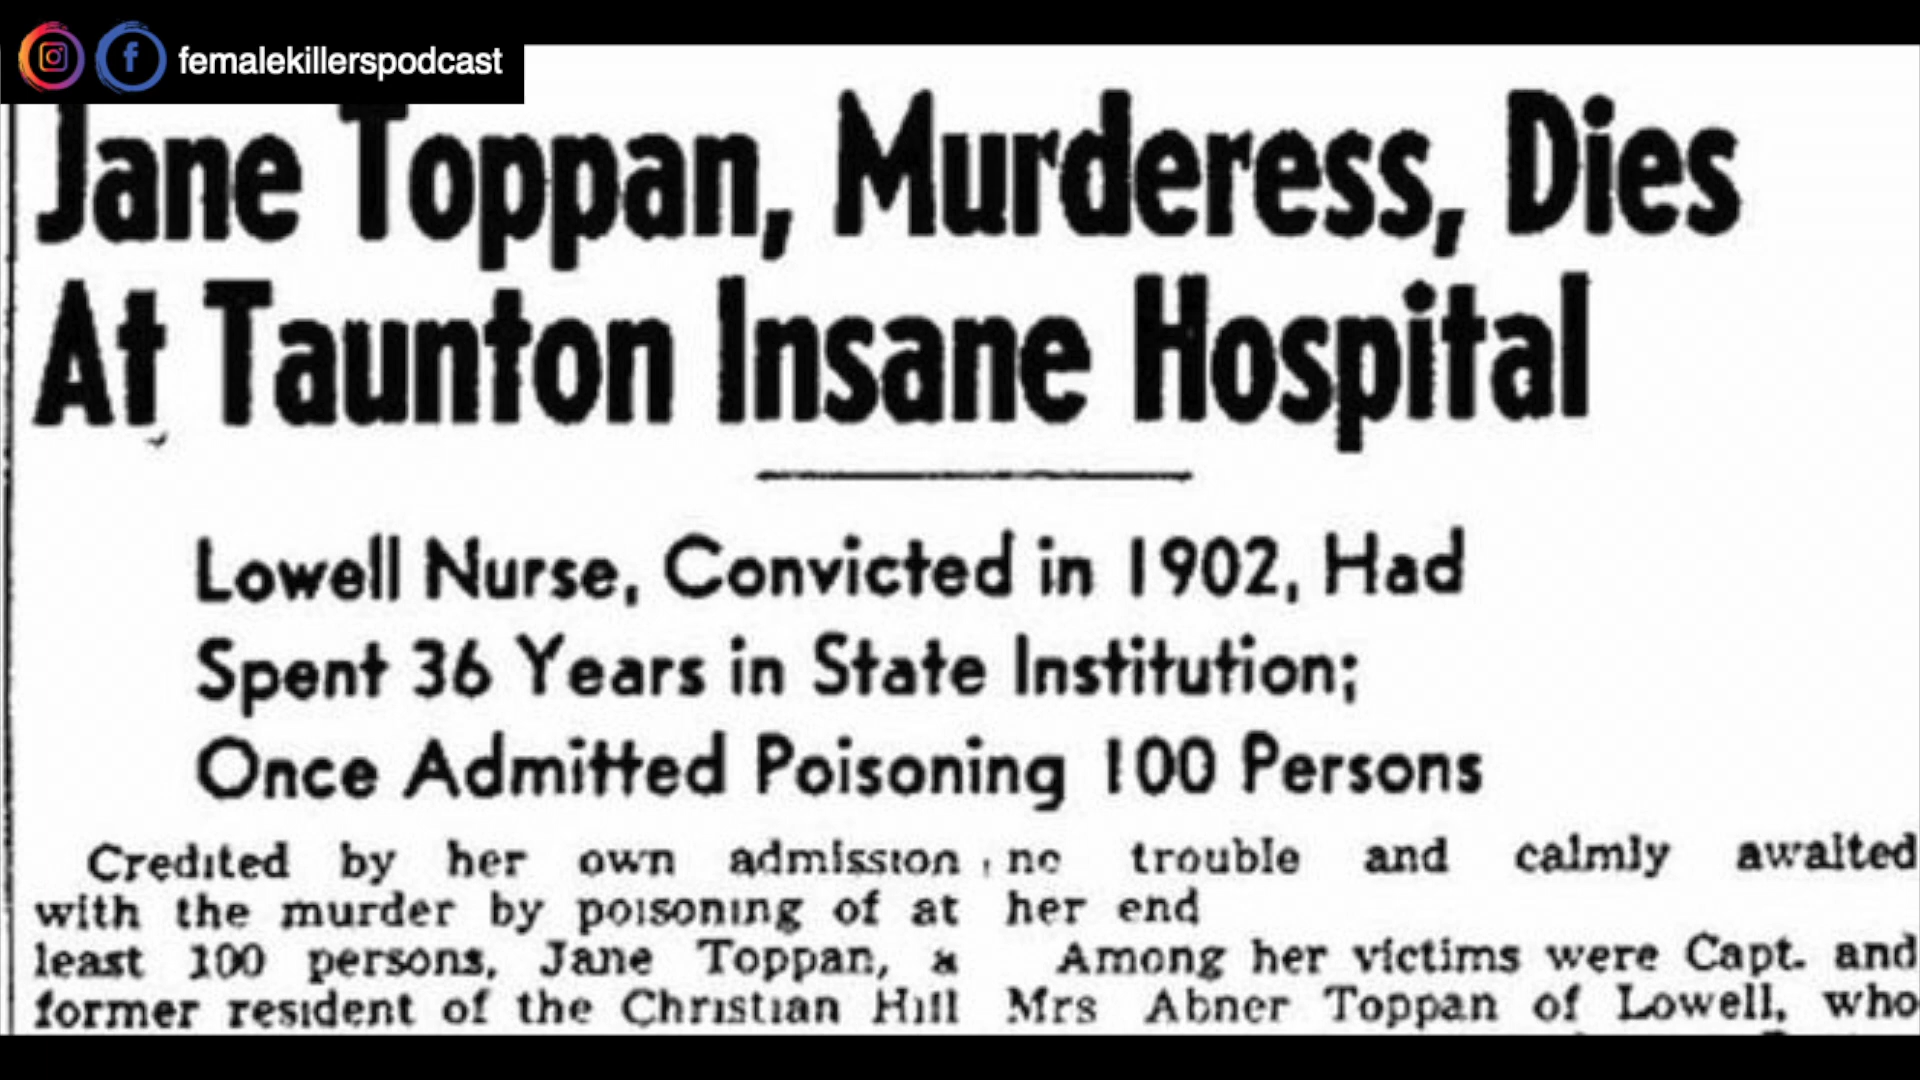 femalekillerspodcast
Jane Toppan, Murderess, Dies
At Taunton Insane Hospital
Lowell Nurse, Convicted in 1902, Had
Spent 36 Years in State Institution;
Once Admitted Poisoning 100 Persons
Credited by her own admission
with the murder by poisoning of at
least 100 persons, Jane Toppan, a
former resident of the Christian Hill
no trouble and calmly awaited
her end
Among her victims were Capt. and
Mrs Abner Toppan of Lowell, who